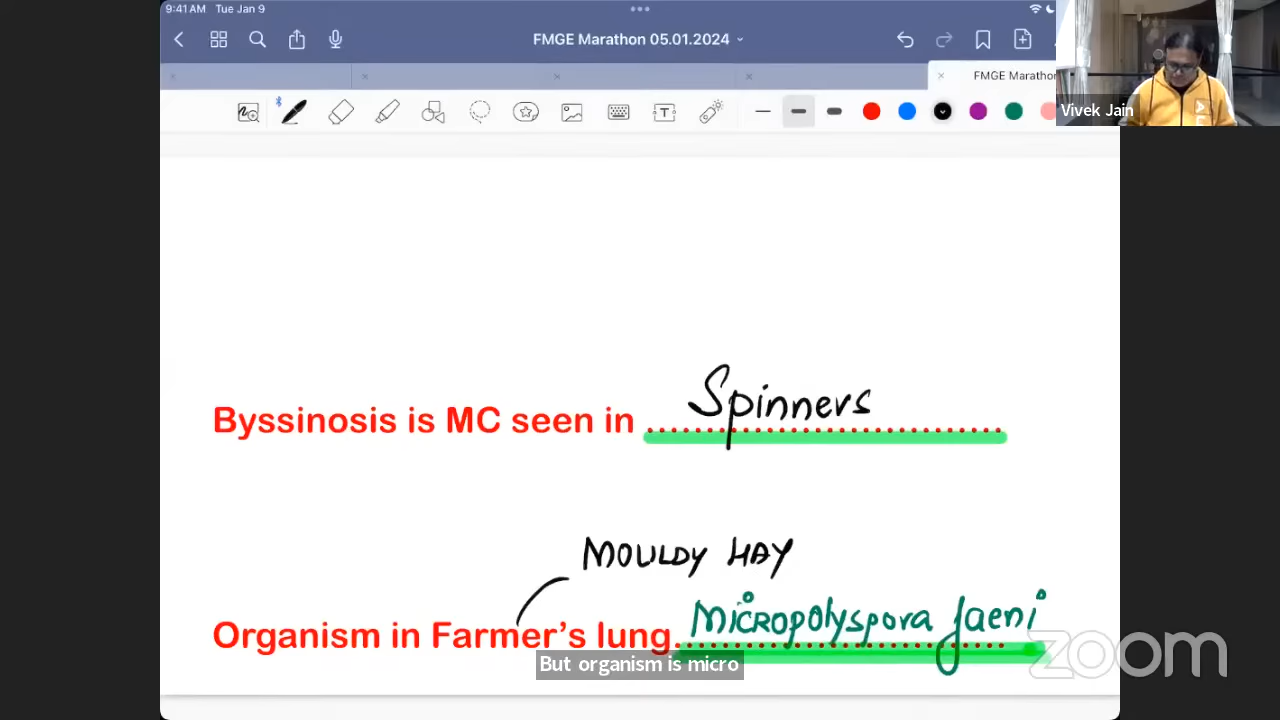 9:41 AM Tue Jan 9
FMGE Marathon 05.01.2024
FMGE Marathon
T
Vivek Jain
Spinners
Byssinosis is MC seen in ..............................
MOULDY HAY
Organism in Farmer's lung. Micropolyspora faeni
But organism is micro
zoom